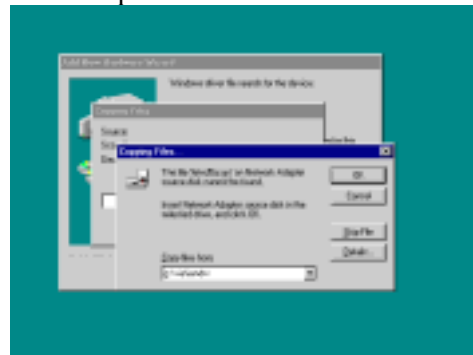 Add New Hardware Wizard
Windows driver file search for the device:
Copying Files...
Source:
Copying Files...
The file on Network Adapter
source disk cannot be found.
OK
Insert Network Adapter source disk in the
selected drive, and click OK.
Cancel
Skip File
Details...
Copy files from: